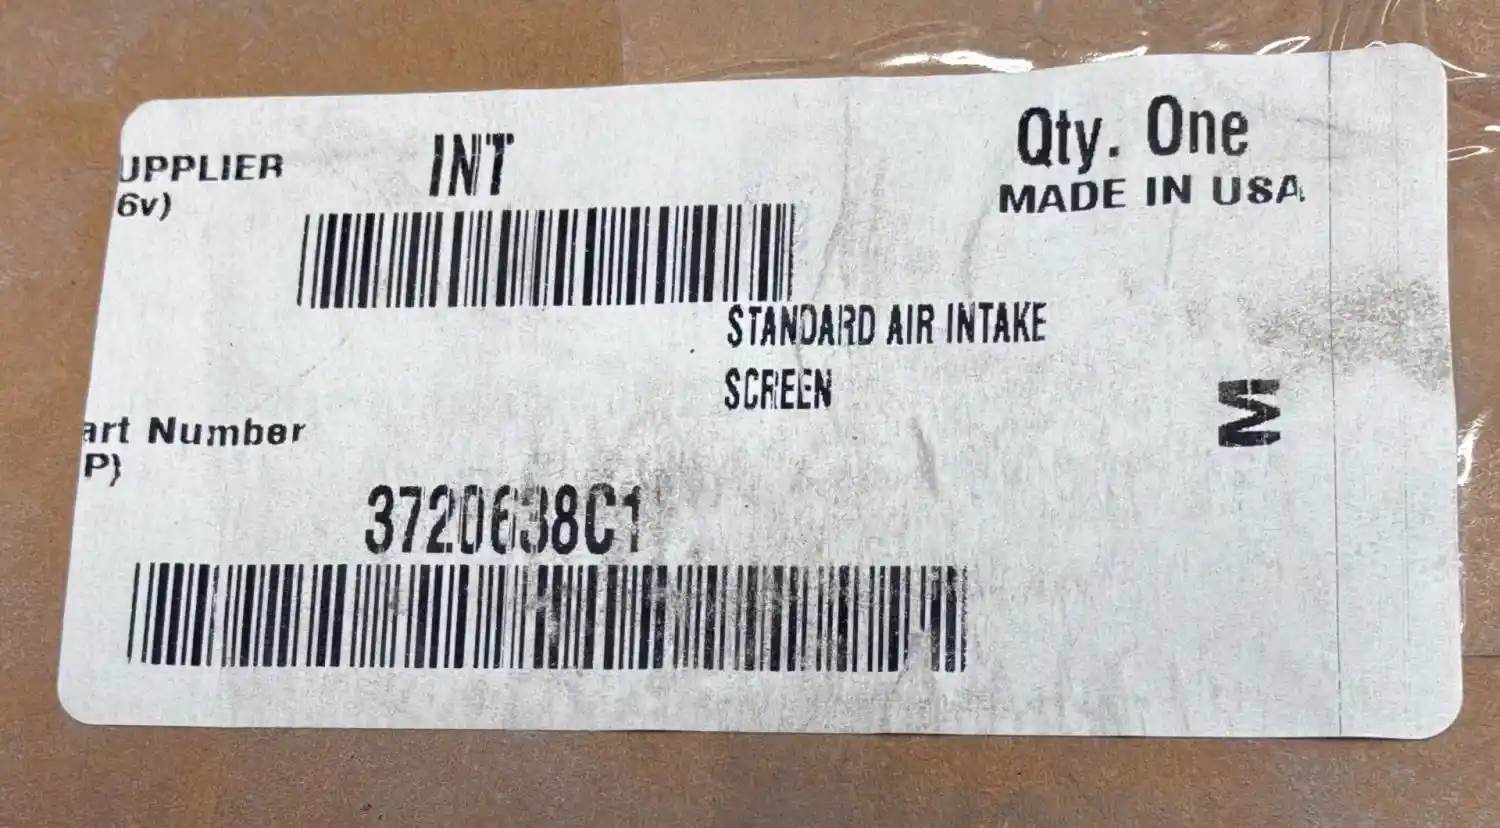 UPPLIER
6v)
INT
Qty. One
MADE IN USA
STANDARD AIR INTAKE
SCREEN
M
art Number
P)
3720638C1